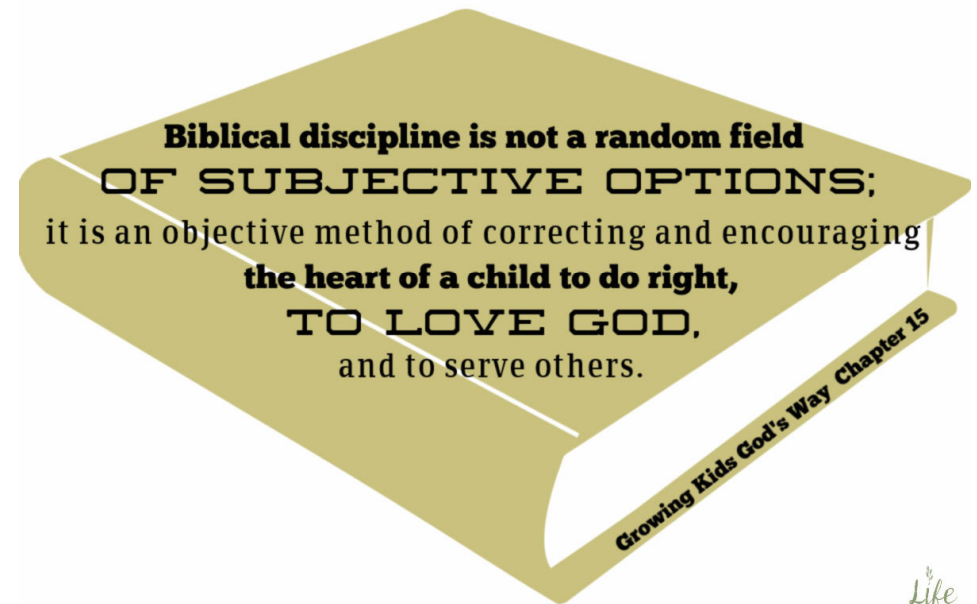 Biblical discipline is not a random field
OF SUBJECTIVE OPTIONS;
it is an objective method of correcting and encouraging
the heart of a child to do right,
TO LOVE GOD,
and to serve others.
Growing Kids God's Way Chapter 15
Life